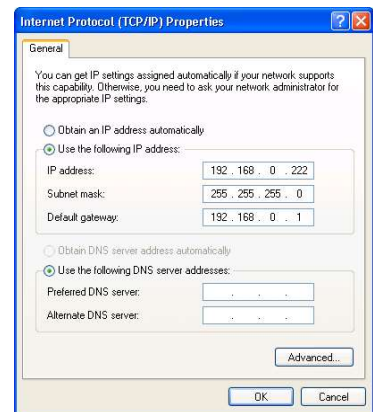 Internet Protocol (TCP/IP) Properties
General
You can get IP settings assigned automatically if your network supports
this capability. Otherwise, you need to ask your network administrator for
the appropriate IP settings.
Obtain an IP address automatically
Use the following IP address:
IP address: 192 . 168 . 0 . 222
Subnet mask: 255 . 255 . 255 . 0
Default gateway: 192 . 168 . 0 . 1
Obtain DNS server address automatically
Use the following DNS server addresses:
Preferred DNS server: . . .
Alternate DNS server: . . .
Advanced...
OK Cancel